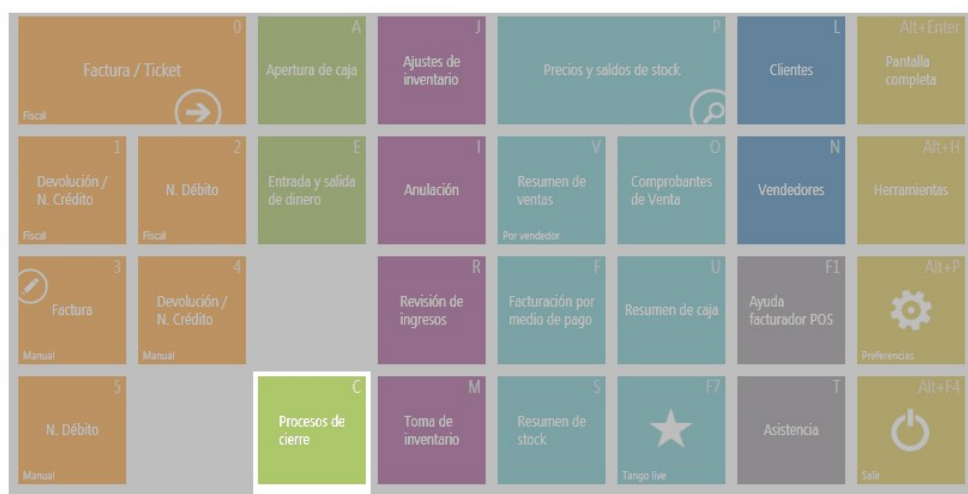 0
Factura / Ticket
Fiscal
A
Apertura de caja
J
Ajustes de
inventario
P
Precios y saldos de stock
L
Clientes
Alt+Enter
Pantalla
completa
1
Devolución /
N. Crédito
Fiscal
2
N. Débito
Fiscal
E
Entrada y salida
de dinero
I
Anulación
V
Resumen de
ventas
Por vendedor
O
Comprobantes
de Venta
N
Vendedores
Alt+H
Herramientas
3
Factura
Manual
4
Devolución /
N. Crédito
Manual
R
Revisión de
ingresos
F
Facturación por
medio de pago
U
Resumen de caja
F1
Ayuda
facturador POS
Alt+P
Preferencias
5
N. Débito
Manual
C
Procesos de
cierre
M
Toma de
inventario
S
Resumen de
stock
F7
Tango live
T
Asistencia
Alt+F4
Salir